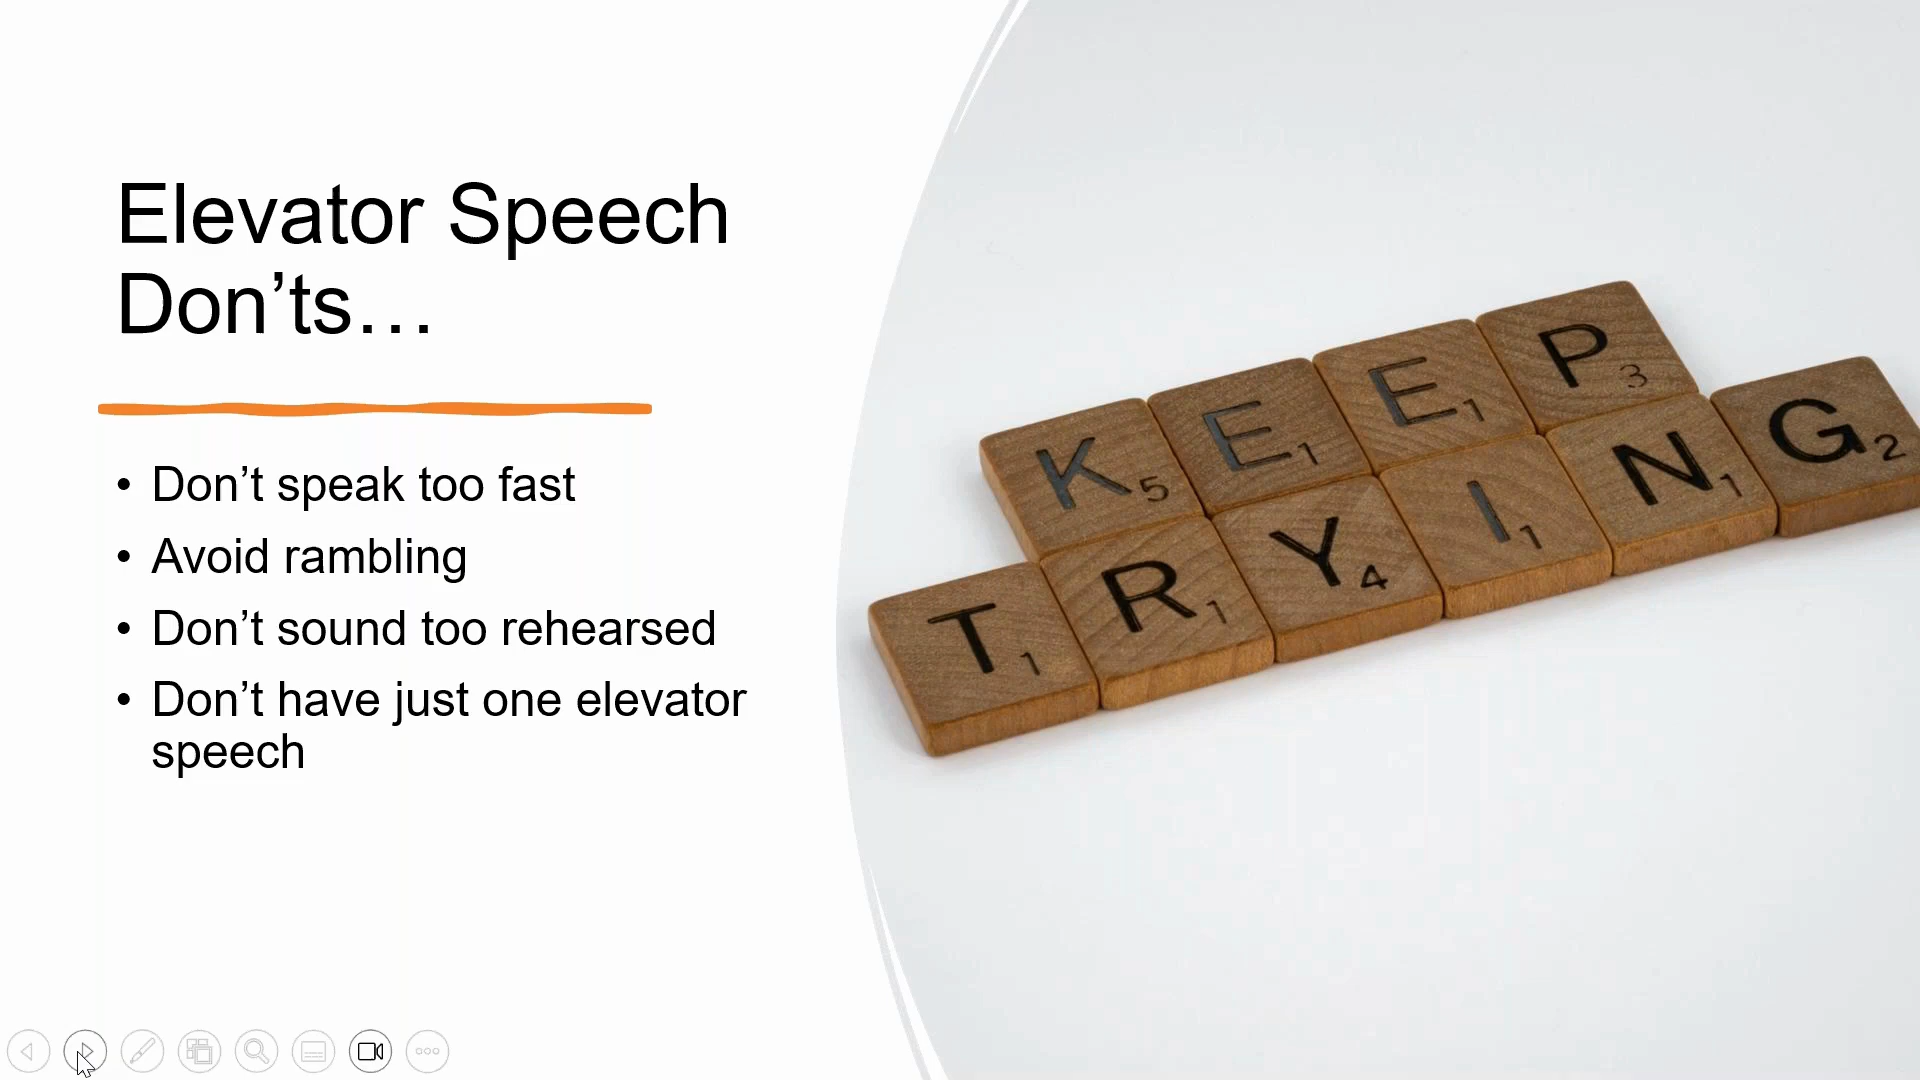 Elevator Speech
Don’ts…
• Don’t speak too fast
• Avoid rambling
• Don’t sound too rehearsed
• Don’t have just one elevator
speech
K5 E1 E1 P3
T1 R1 Y4 I1 N1 G2